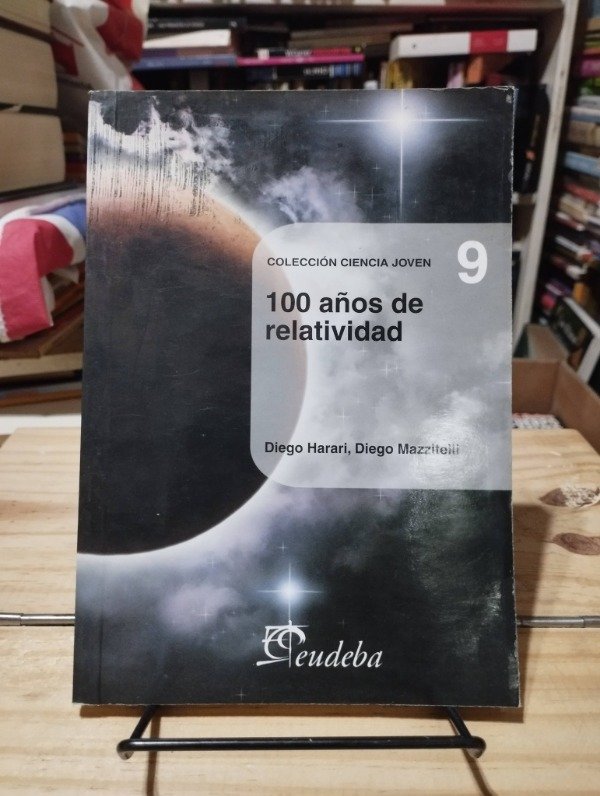 COLECCIÓN CIENCIA JOVEN 9
100 años de
relatividad
Diego Harari, Diego Mazzitelli
eudeba